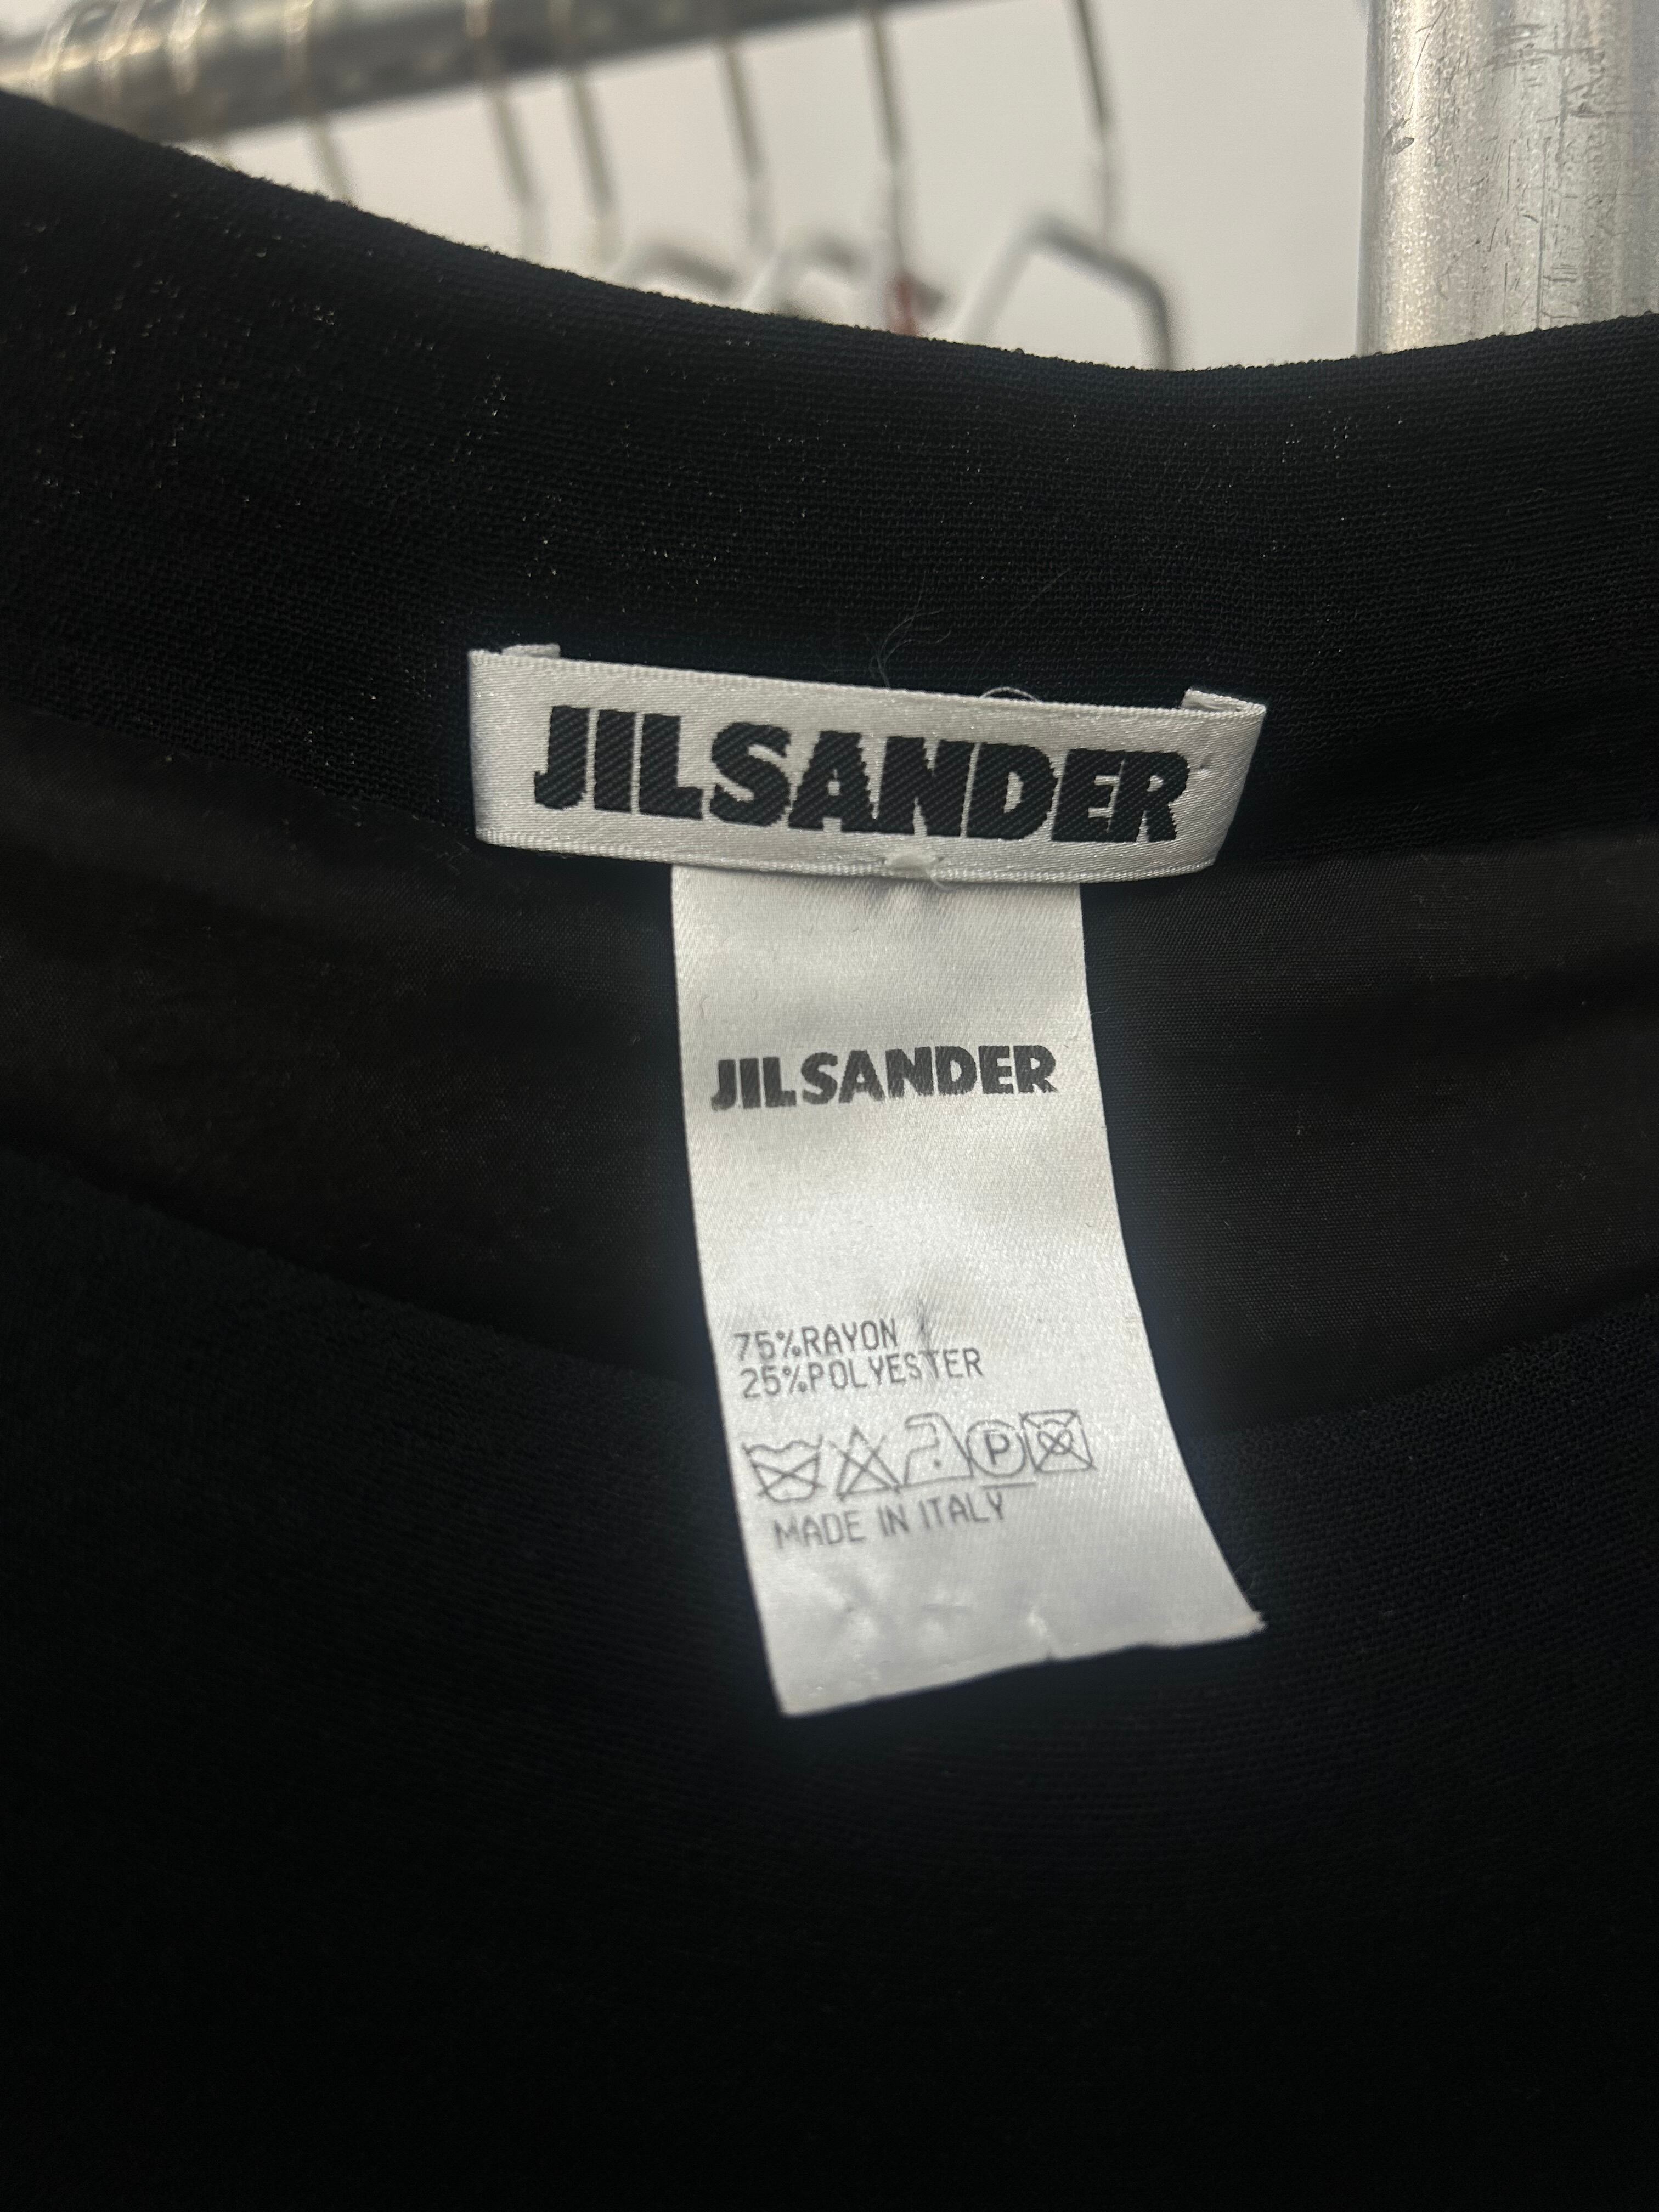 JILSANDER
JILSANDER
75%RAYON
25%POLYESTER
P
MADE IN ITALY